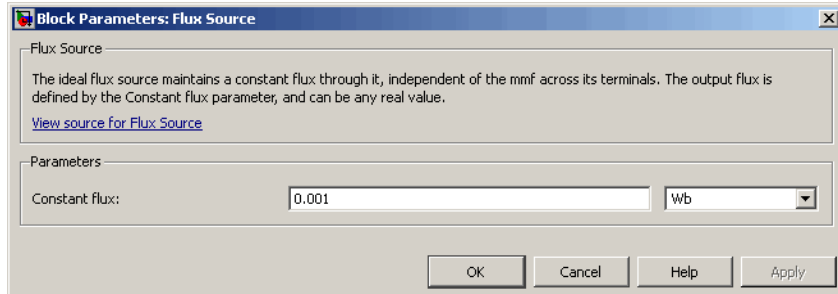 Block Parameters: Flux Source
Flux Source
The ideal flux source maintains a constant flux through it, independent of the mmf across its terminals. The output flux is
defined by the Constant flux parameter, and can be any real value.
View source for Flux Source
Parameters
Constant flux: 0.001 Wb
OK Cancel Help Apply